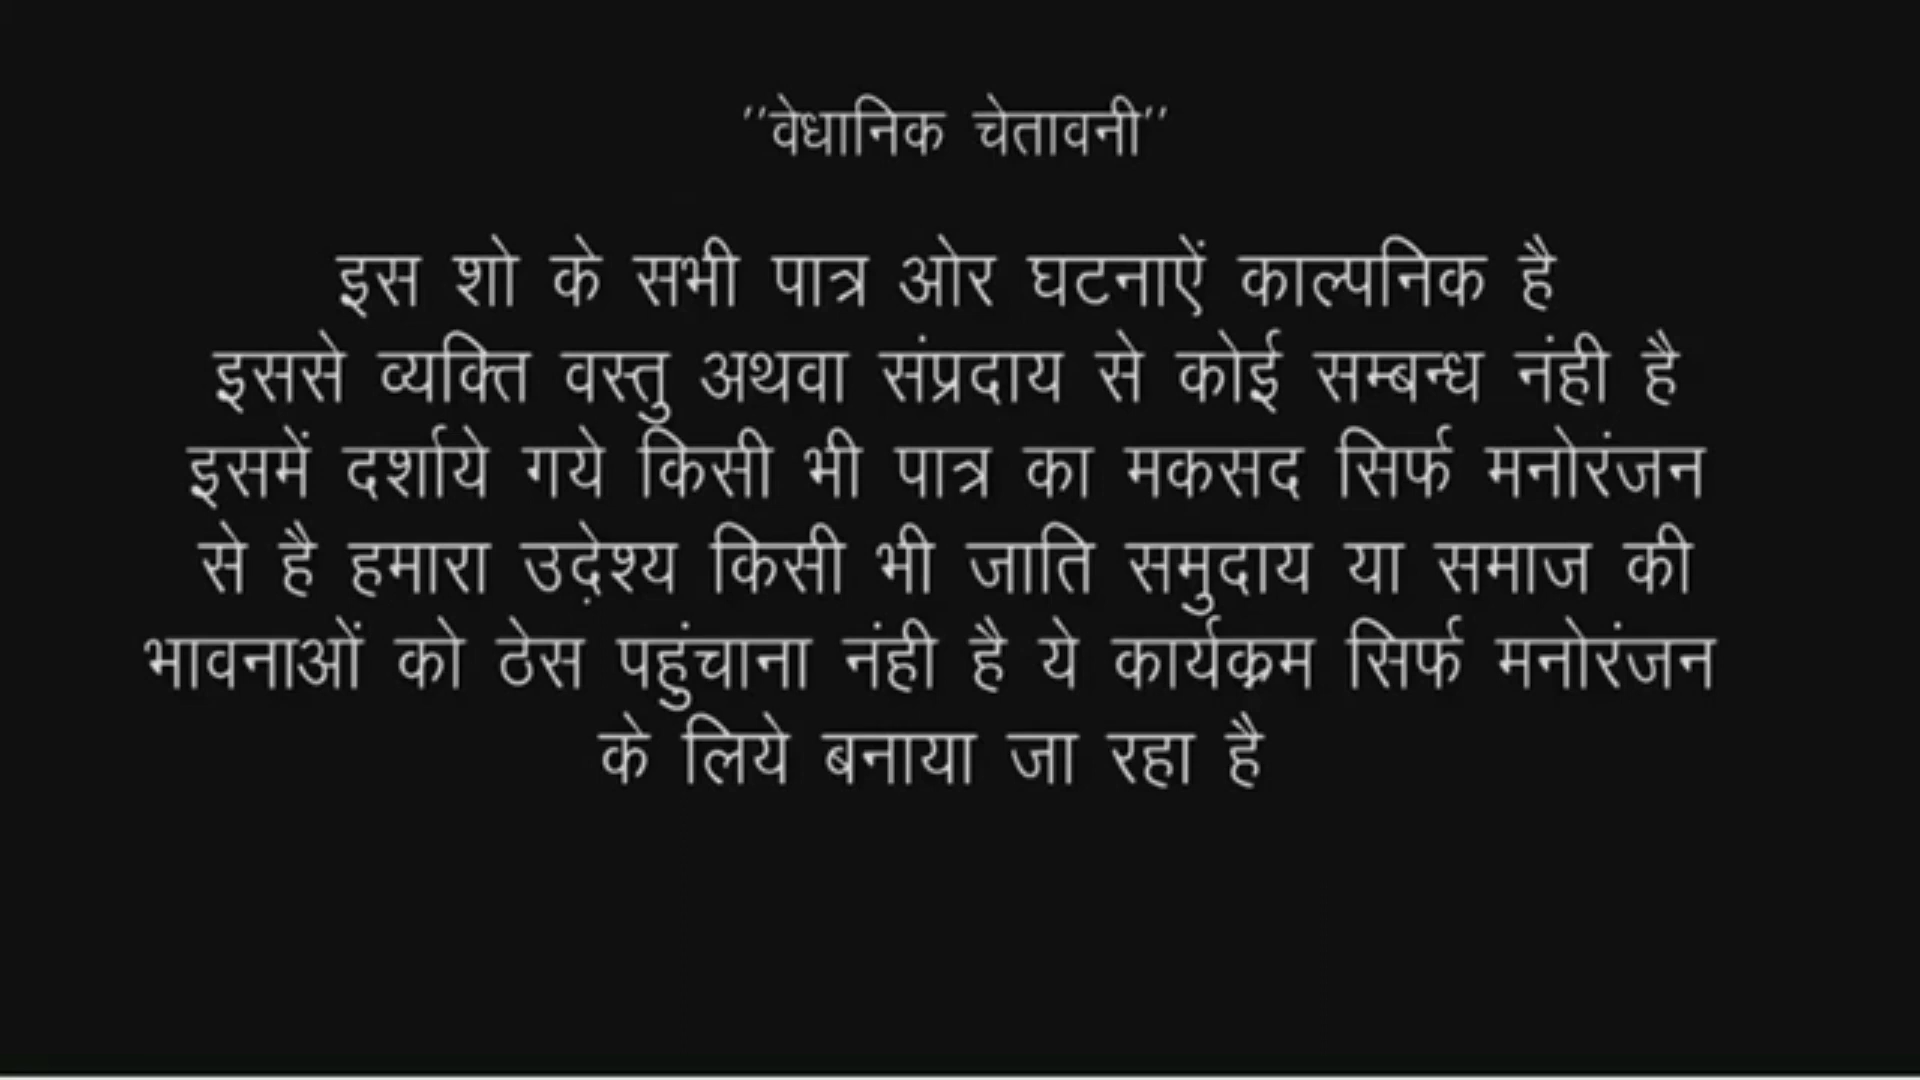 "वेधानिक चेतावनी"
इस शो के सभी पात्र ओर घटनाऐं काल्पनिक है
इससे व्यक्ति वस्तु अथवा संप्रदाय से कोई सम्बन्ध नंही है
इसमें दर्शाये गये किसी भी पात्र का मकसद सिर्फ मनोरंजन
से है हमारा उद़ेश्य किसी भी जाति समुदाय या समाज की
भावनाओं को ठेस पहुंचाना नंही है ये कार्यक्रम सिर्फ मनोरंजन
के लिये बनाया जा रहा है